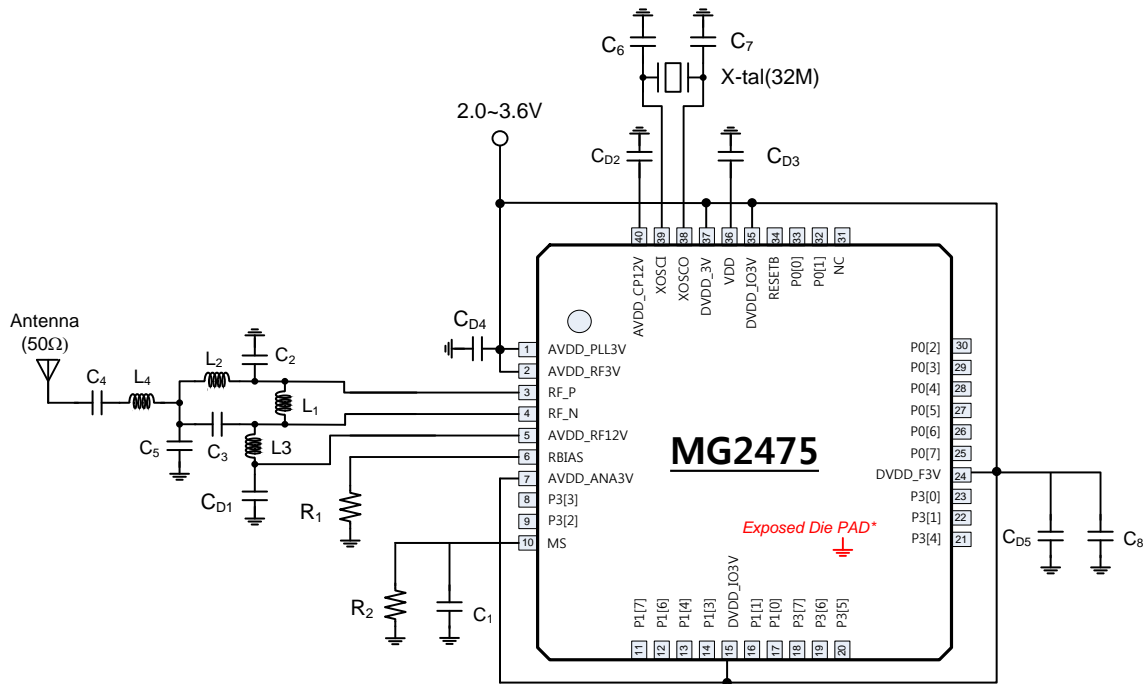 C6
C7
X-tal(32M)
2.0~3.6V
CD2
CD3
40
39
38
37
36
35
34
33
32
31
AVDD_CP12V
XOSCI
XOSCO
DVDD_3V
VDD
DVDD_IO3V
RESETB
P0[0]
P0[1]
NC
Antenna
(50Ω)
C4
L4
L2
C2
L1
C3
L3
C5
CD1
CD4
R1
R2
C1
1 AVDD_PLL3V
2 AVDD_RF3V
3 RF_P
4 RF_N
5 AVDD_RF12V
6 RBIAS
7 AVDD_ANA3V
8 P3[3]
9 P3[2]
10 MS
MG2475
Exposed Die PAD*
P0[2] 30
P0[3] 29
P0[4] 28
P0[5] 27
P0[6] 26
P0[7] 25
DVDD_F3V 24
P3[0] 23
P3[1] 22
P3[4] 21
CD5
C8
P1[7]
P1[6]
P1[4]
P1[3]
DVDD_IO3V
P1[1]
P1[0]
P3[7]
P3[6]
P3[5]
11
12
13
14
15
16
17
18
19
20